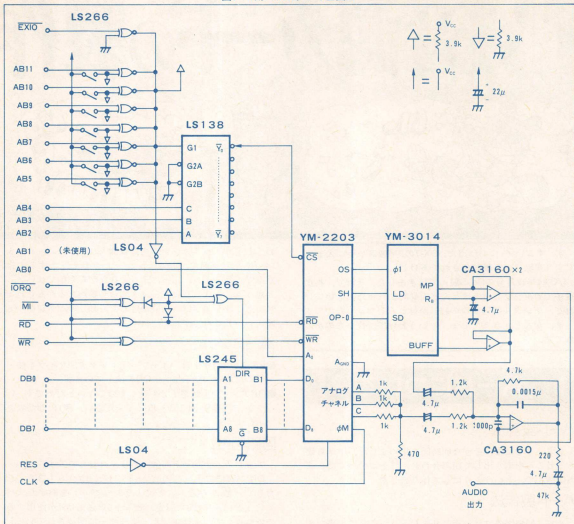 LS266
EXIO
AB11
AB10
AB9
AB8
AB7
AB6
AB5
AB4
AB3
AB2
AB1 (未使用)
AB0
IORQ
MI
RD
WR
DB0
DB7
RES
CLK
LS138
G1
G2A
G2B
C
B
A
Y0
Y7
LS04
LS266
LS266
LS245
DIR
A1 B1
A8 B8
G
LS04
YM-2203
CS
RD
WR
A0
D0
D8
OS
SH
OP-0
AGND
アナログ
チャネル
A
B
C
φM
YM-3014
φ1
LD
SD
MP
RB
BUFF
CA3160×2
4.7μ
1k
1k
1k
470
4.7μ
1.2k
4.7μ
1.2k
4.7k
0.0015μ
1000p
CA3160
220
4.7μ
47k
AUDIO
出力
VCC
= 3.9k
= 3.9k
= VCC
= 22μ
+
-